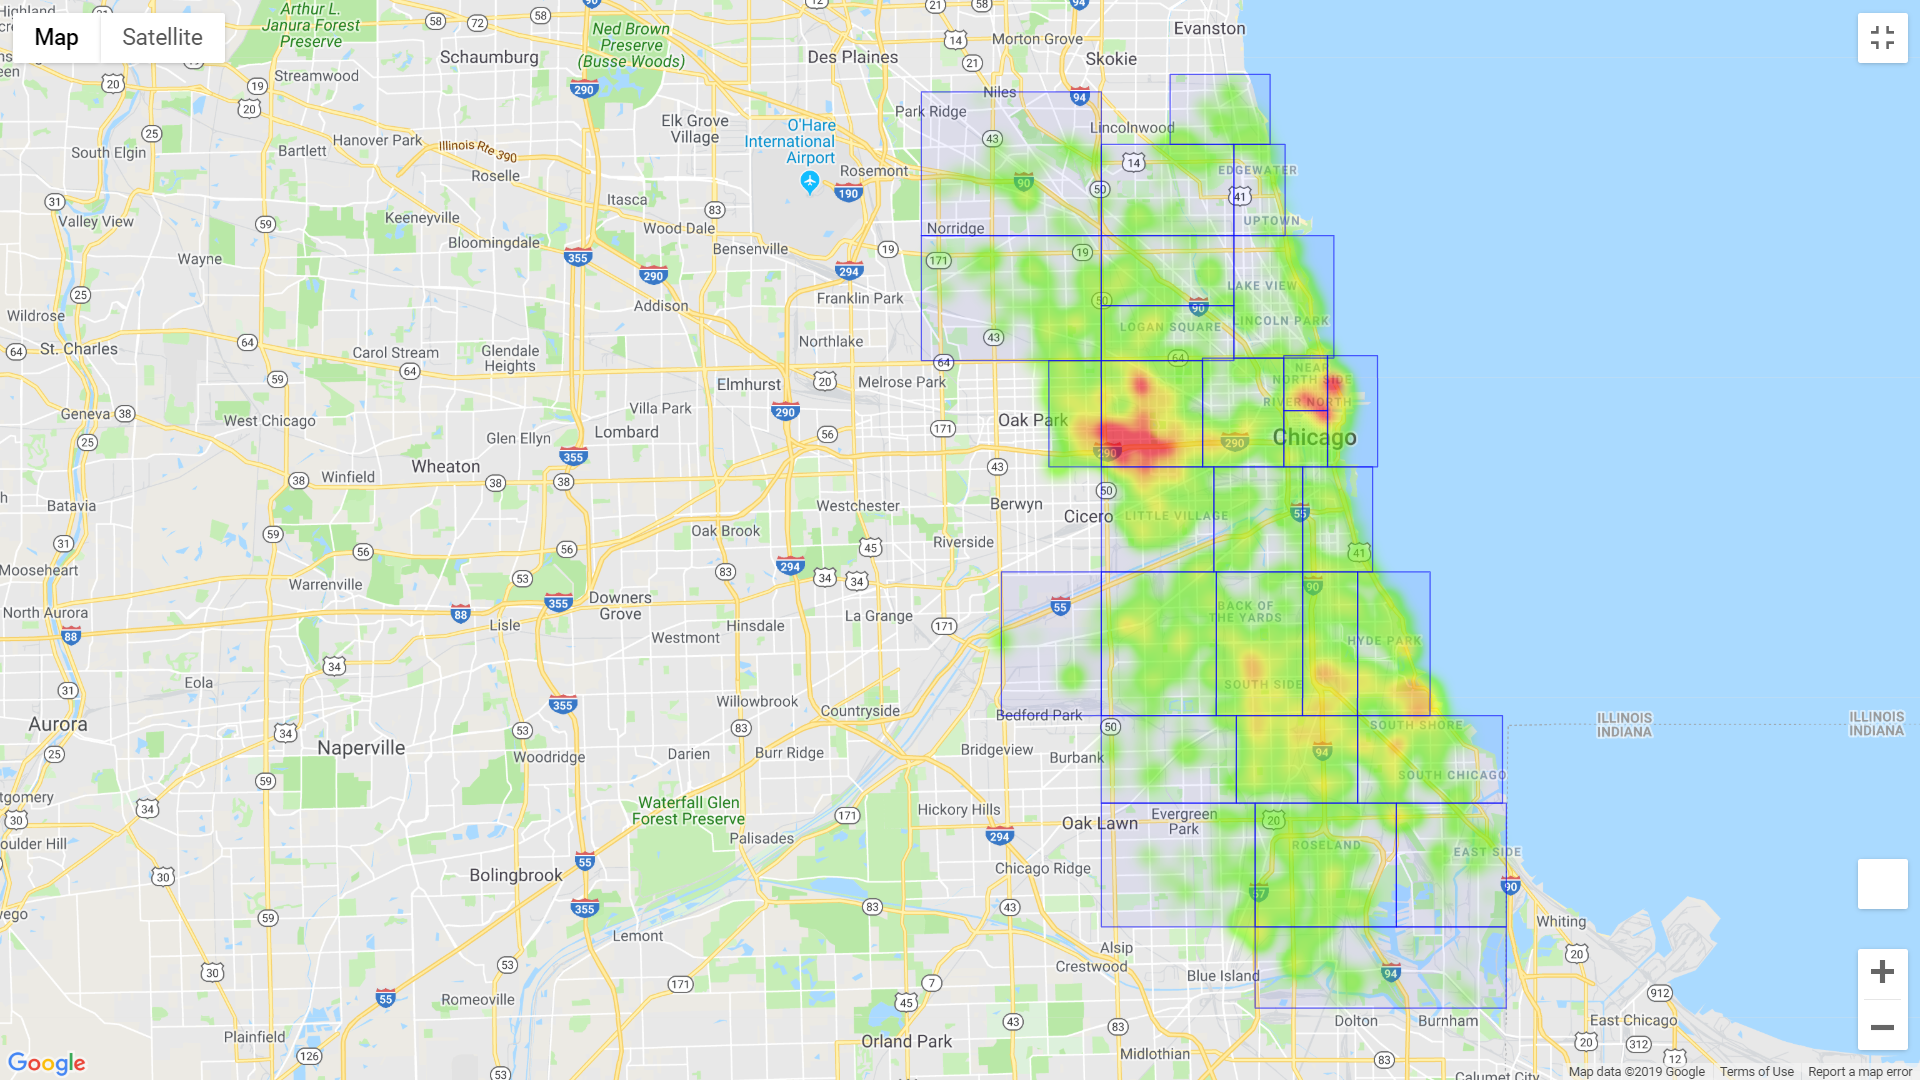 Map
Satellite
Arthur L.
Janura Forest
Preserve
Ned Brown
Preserve
(Busse Woods)
Evanston
Morton Grove
Skokie
Schaumburg
Des Plaines
Streamwood
Niles
Park Ridge
Elk Grove
Village
O'Hare
International
Airport
Lincolnwood
Hanover Park
Illinois Rte 390
South Elgin
Bartlett
Roselle
Rosemont
EDGEWATER
Itasca
Valley View
Keeneyville
UPTOWN
Wood Dale
Norridge
Bloomingdale
Bensenville
Wayne
LAKE VIEW
Addison
Franklin Park
Wildrose
LINCOLN PARK
LOGAN SQUARE
Northlake
St. Charles
Carol Stream
Glendale
Heights
NEAR
NORTH SIDE
Elmhurst
Melrose Park
RIVER NORTH
Geneva
Villa Park
West Chicago
Oak Park
Lombard
Glen Ellyn
Chicago
Wheaton
Winfield
Batavia
Westchester
Berwyn
Cicero
LITTLE VILLAGE
Oak Brook
Riverside
Mooseheart
Warrenville
Downers
Grove
BACK OF
THE YARDS
North Aurora
Lisle
Hinsdale
La Grange
Westmont
HYDE PARK
Eola
SOUTH SIDE
Willowbrook
Countryside
Bedford Park
Aurora
SOUTH SHORE
ILLINOIS
INDIANA
ILLINOIS
INDIANA
Naperville
Woodridge
Darien
Burr Ridge
Bridgeview
Burbank
SOUTH CHICAGO
Waterfall Glen
Forest Preserve
Hickory Hills
Oak Lawn
Evergreen
Park
Palisades
ROSELAND
EAST SIDE
Bolingbrook
Chicago Ridge
Whiting
Lemont
Alsip
Crestwood
Blue Island
Romeoville
Plainfield
Dolton
Burnham
East Chicago
Orland Park
Midlothian
Calumet City
Google
Map data ©2019 Google
Terms of Use
Report a map error